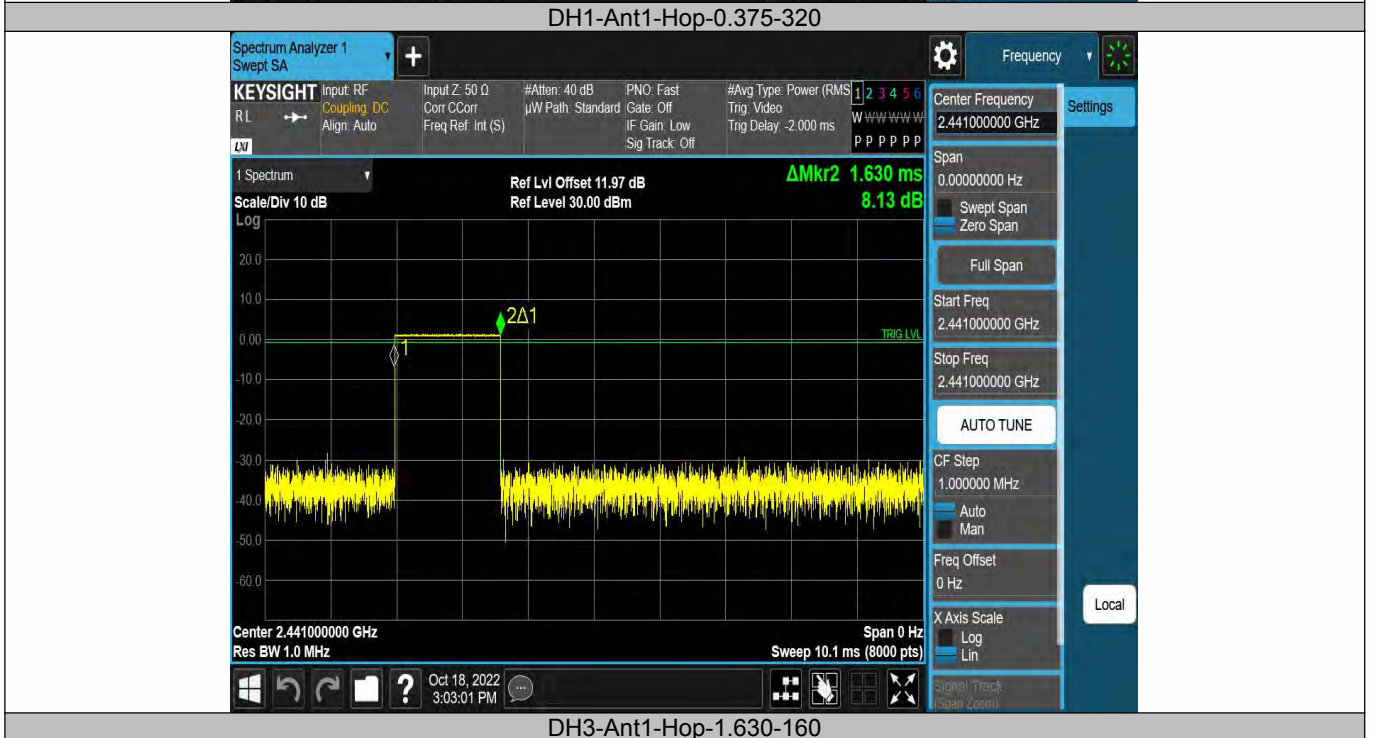 DH1-Ant1-Hop-0.375-320
Spectrum Analyzer 1
Swept SA
+
Frequency
KEYSIGHT
R L
LXI
Input: RF
Coupling: DC
Align: Auto
Input Z: 50 Ω
Corr CCorr
Freq Ref: Int (S)
#Atten: 40 dB
µW Path: Standard
PNO: Fast
Gate: Off
IF Gain: Low
Sig Track: Off
#Avg Type: Power (RMS
Trig: Video
Trig Delay: -2.000 ms
1 2 3 4 5 6
W W W W W W
P P P P P P
Center Frequency
2.441000000 GHz
Settings
1 Spectrum
Scale/Div 10 dB
Log
Ref Lvl Offset 11.97 dB
Ref Level 30.00 dBm
ΔMkr2 1.630 ms
8.13 dB
Span
0.00000000 Hz
Swept Span
Zero Span
Full Span
Start Freq
2.441000000 GHz
Stop Freq
2.441000000 GHz
AUTO TUNE
CF Step
1.000000 MHz
Auto
Man
Freq Offset
0 Hz
X Axis Scale
Log
Lin
Signal Track
(Span Zoom)
Local
20.0
10.0
0.00
-10.0
-20.0
-30.0
-40.0
-50.0
-60.0
2Δ1
1
TRIG LVL
Center 2.441000000 GHz
Res BW 1.0 MHz
Span 0 Hz
Sweep 10.1 ms (8000 pts)
?
Oct 18, 2022
3:03:01 PM
DH3-Ant1-Hop-1.630-160